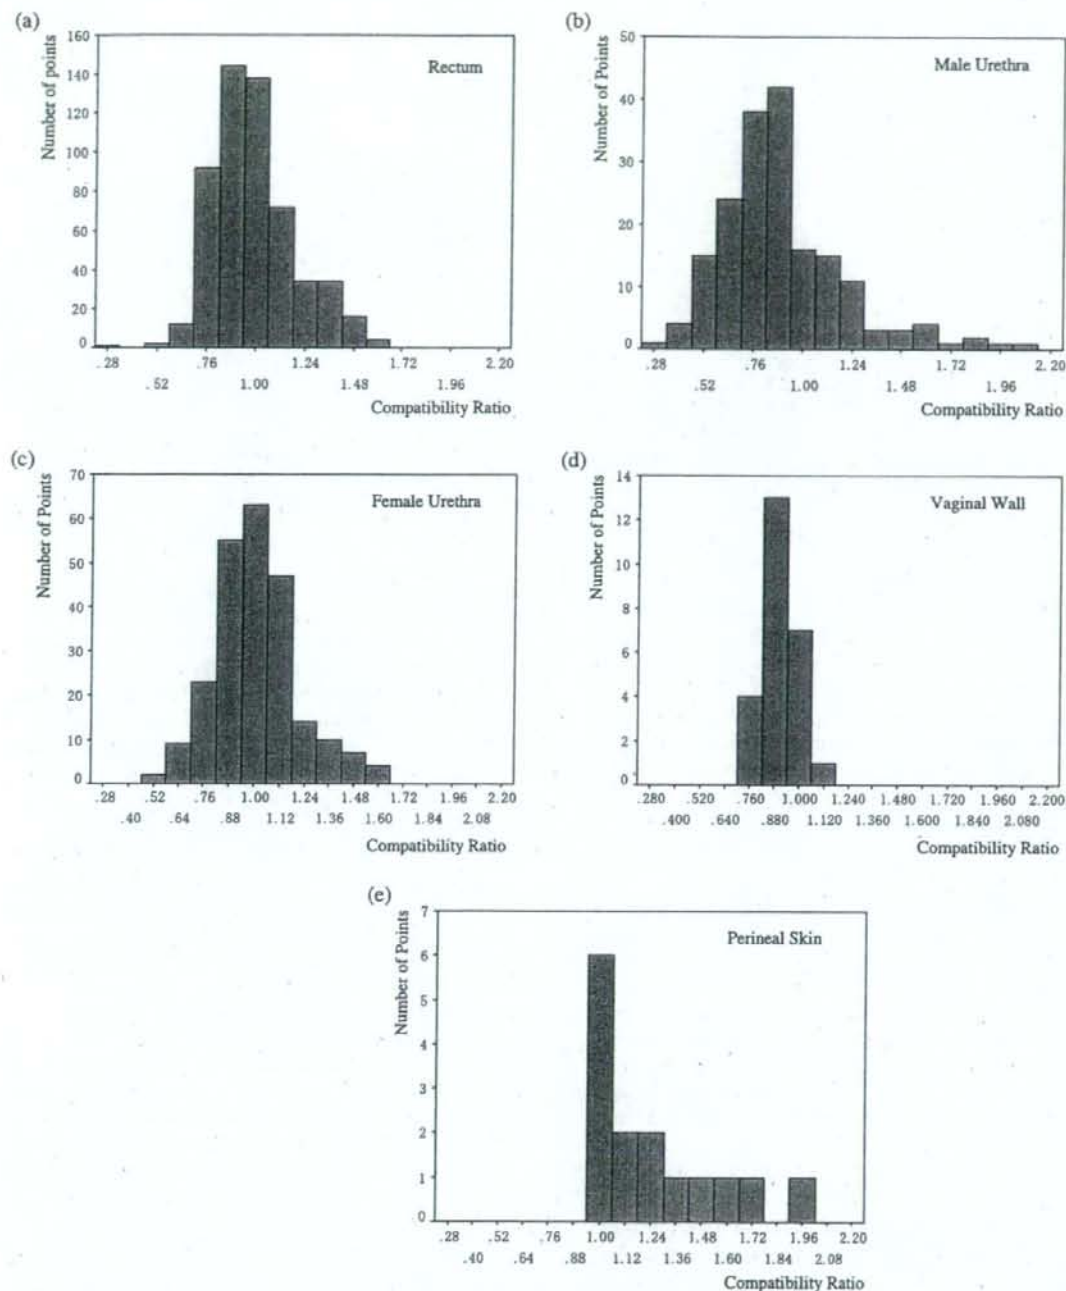 (a)
Number of points
160
140
120
100
80
60
40
20
0
Rectum
.28 .76 1.24 1.72 2.20
.52 1.00 1.48 1.96
Compatibility Ratio
(b)
Number of Points
50
40
30
20
10
0
Male Urethra
.28 .76 1.24 1.72 2.20
.52 1.00 1.48 1.96
Compatibility Ratio
(c)
Number of Points
70
60
50
40
30
20
10
0
Female Urethra
.28 .52 .76 1.00 1.24 1.48 1.72 1.96 2.20
.40 .64 .88 1.12 1.36 1.60 1.84 2.08
Compatibility Ratio
(d)
Number of Points
14
12
10
8
6
4
2
0
Vaginal Wall
.280 .520 .760 1.000 1.240 1.480 1.720 1.960 2.200
.400 .640 .880 1.120 1.360 1.600 1.840 2.080
Compatibility Ratio
(e)
Number of Points
7
6
5
4
3
2
1
0
Perineal Skin
.28 .52 .76 1.00 1.24 1.48 1.72 1.96 2.20
.40 .64 .88 1.12 1.36 1.60 1.84 2.08
Compatibility Ratio